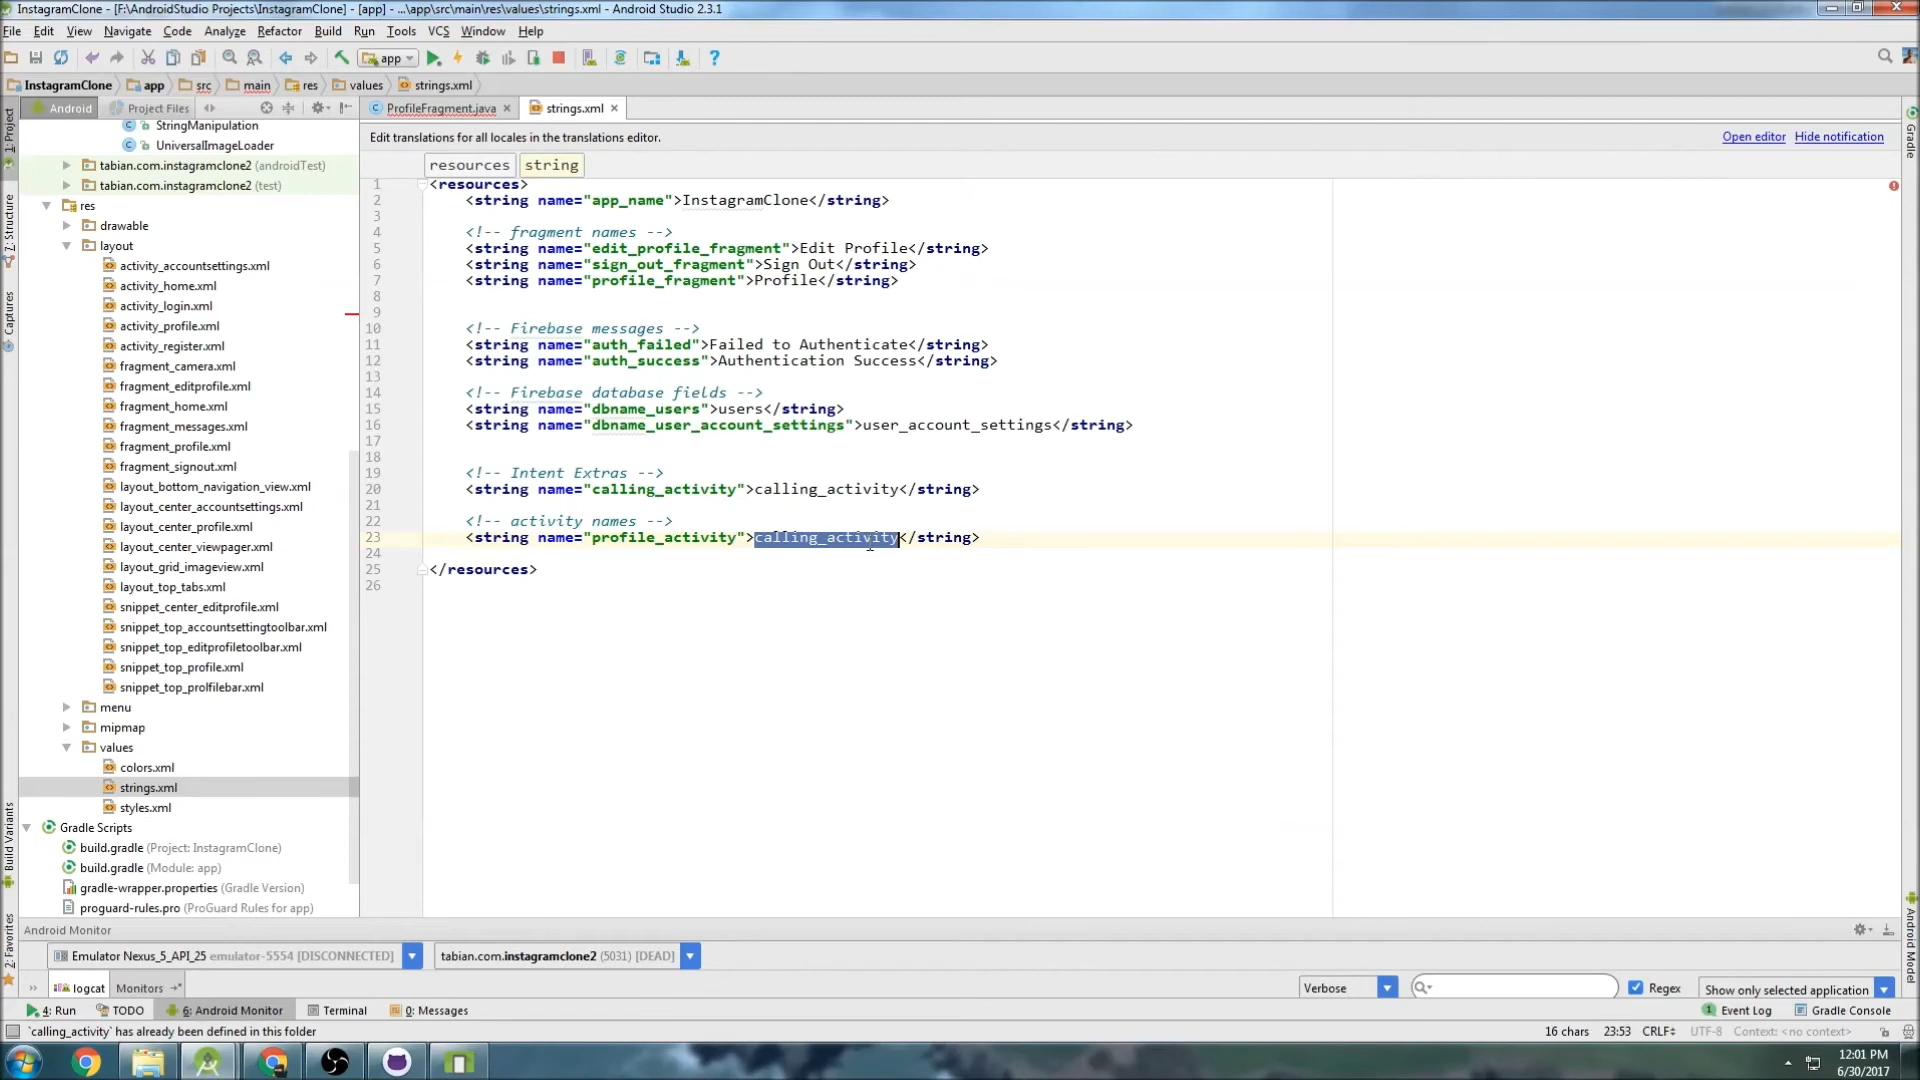 InstagramClone - [F:\AndroidStudio Projects\InstagramClone] - [app] - ...\app\src\main\res\values\strings.xml - Android Studio 2.3.1
File Edit View Navigate Code Analyze Refactor Build Run Tools VCS Window Help
app
InstagramClone app src main res values strings.xml
Android Project Files
ProfileFragment.java strings.xml
1: Project
Z: Structure
Captures
Build Variants
2: Favorites
StringManipulation
UniversalImageLoader
tabian.com.instagramclone2 (androidTest)
tabian.com.instagramclone2 (test)
res
drawable
layout
activity_accountsettings.xml
activity_home.xml
activity_login.xml
activity_profile.xml
activity_register.xml
fragment_camera.xml
fragment_editprofile.xml
fragment_home.xml
fragment_messages.xml
fragment_profile.xml
fragment_signout.xml
layout_bottom_navigation_view.xml
layout_center_accountsettings.xml
layout_center_profile.xml
layout_center_viewpager.xml
layout_grid_imageview.xml
layout_top_tabs.xml
snippet_center_editprofile.xml
snippet_top_accountsettingtoolbar.xml
snippet_top_editprofiletoolbar.xml
snippet_top_profile.xml
snippet_top_prolfilebar.xml
menu
mipmap
values
colors.xml
strings.xml
styles.xml
Gradle Scripts
build.gradle (Project: InstagramClone)
build.gradle (Module: app)
gradle-wrapper.properties (Gradle Version)
proguard-rules.pro (ProGuard Rules for app)
Edit translations for all locales in the translations editor. Open editor Hide notification
resources string
1 <resources>
2 <string name="app_name">InstagramClone</string>
3
4 <!-- fragment names -->
5 <string name="edit_profile_fragment">Edit Profile</string>
6 <string name="sign_out_fragment">Sign Out</string>
7 <string name="profile_fragment">Profile</string>
8
9
10 <!-- Firebase messages -->
11 <string name="auth_failed">Failed to Authenticate</string>
12 <string name="auth_success">Authentication Success</string>
13
14 <!-- Firebase database fields -->
15 <string name="dbname_users">users</string>
16 <string name="dbname_user_account_settings">user_account_settings</string>
17
18
19 <!-- Intent Extras -->
20 <string name="calling_activity">calling_activity</string>
21
22 <!-- activity names -->
23 <string name="profile_activity">calling_activity</string>
24
25 </resources>
26
Gradle
Android Model
Android Monitor
Emulator Nexus_5_API_25 emulator-5554 [DISCONNECTED] tabian.com.instagramclone2 (5031) [DEAD]
logcat Monitors Verbose Regex Show only selected application
4: Run TODO 6: Android Monitor Terminal 0: Messages Event Log Gradle Console
`calling_activity` has already been defined in this folder 16 chars 23:53 CRLF UTF-8 Context: <no context>
12:01 PM
6/30/2017